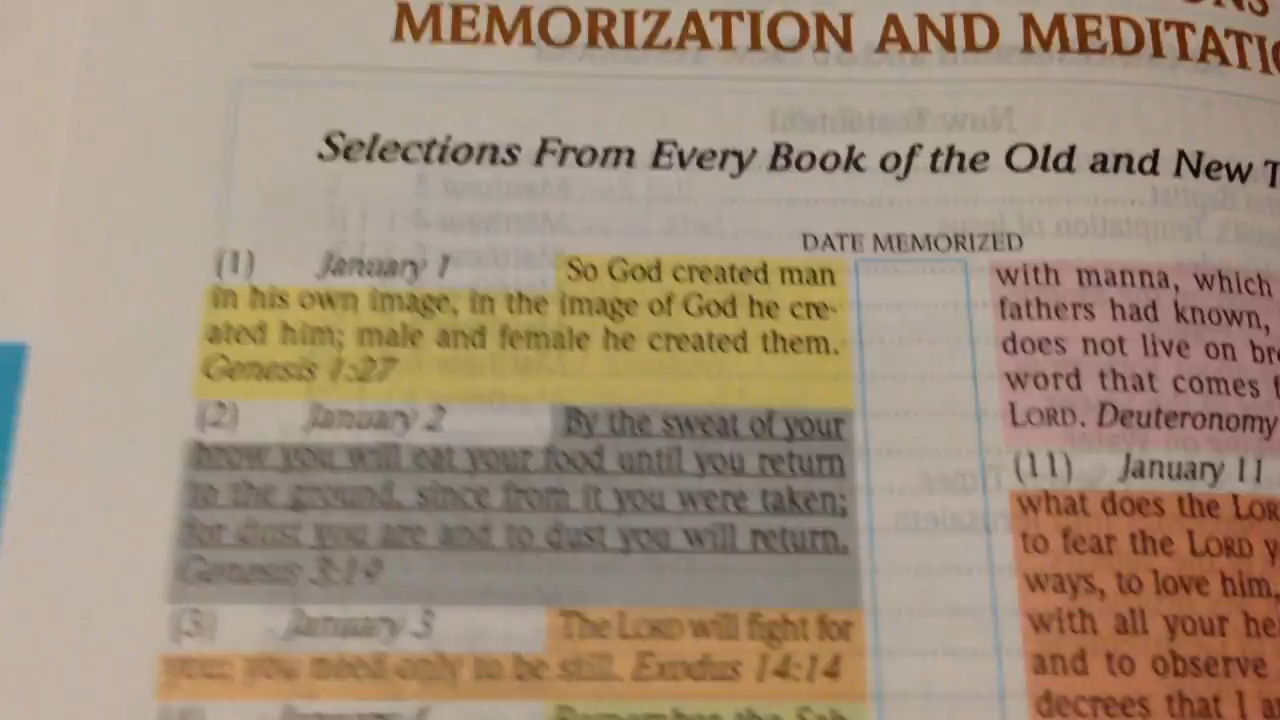 MEMORIZATION AND MEDITATI
Selections From Every Book of the Old and New T
DATE MEMORIZED
(1) January 1 So God created man
in his own image, in the image of God he cre-
ated him; male and female he created them.
Genesis 1:27
(2) January 2 By the sweat of your
brow you will eat your food until you return
to the ground, since from it you were taken;
for dust you are and to dust you will return.
Genesis 3:19
(3) January 3 The LORD will fight for
you; you need only to be still. Exodus 14:14
Remember the Sab
with manna, which
fathers had known,
does not live on bre
word that comes f
LORD. Deuteronomy
(11) January 11
what does the LOR
to fear the LORD y
ways, to love him,
with all your he
and to observe
decrees that I a